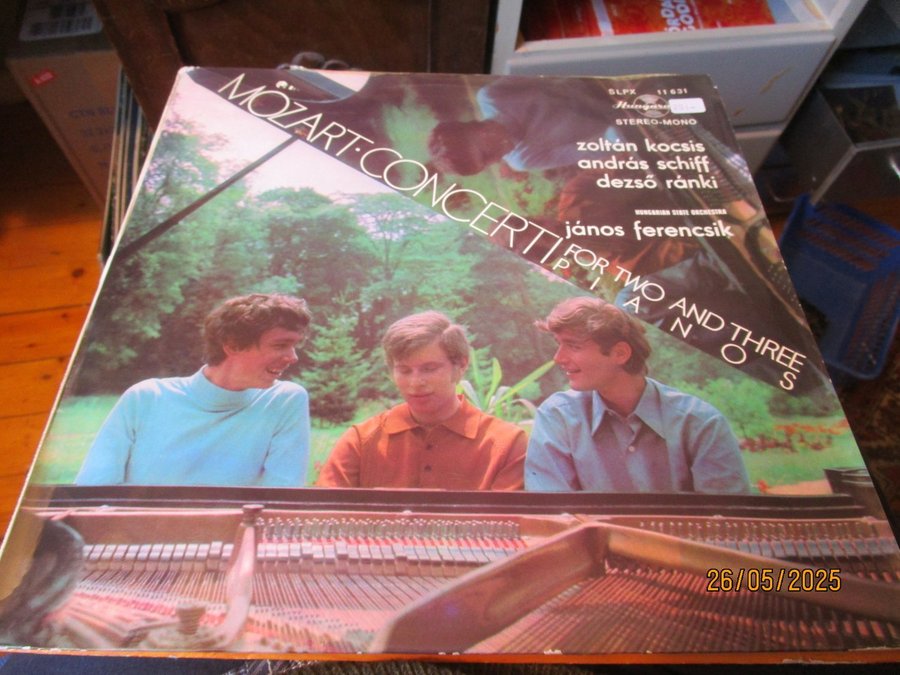 MOZART·CONCERTI
FOR TWO AND THREE
PIANOS
SLPX 11631
STEREO-MONO
zoltán kocsis
andrás schiff
dezső ránki
HUNGARIAN STATE ORCHESTRA
jános ferencsik
26/05/2025